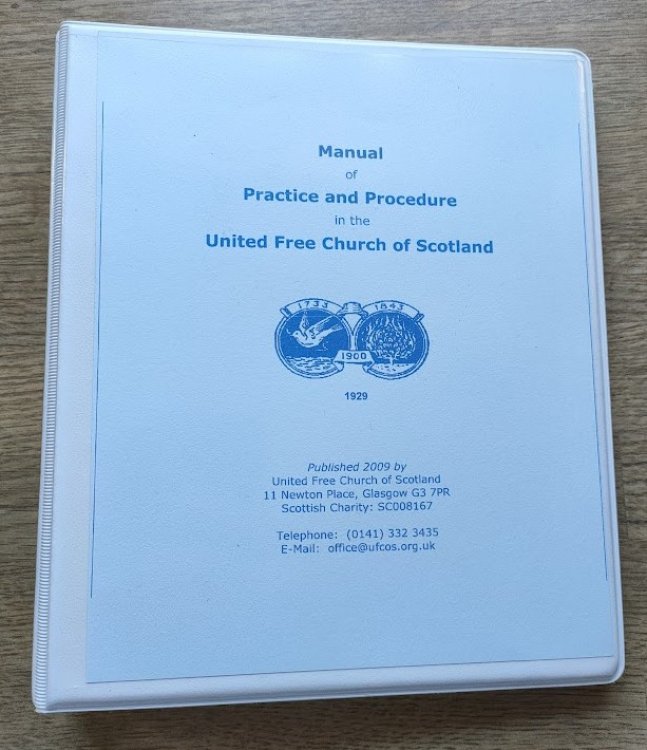 Manual
of
Practice and Procedure
in the
United Free Church of Scotland
1733 1843
1900
1929
Published 2009 by
United Free Church of Scotland
11 Newton Place, Glasgow G3 7PR
Scottish Charity: SC008167
Telephone: (0141) 332 3435
E-Mail: office@ufcos.org.uk